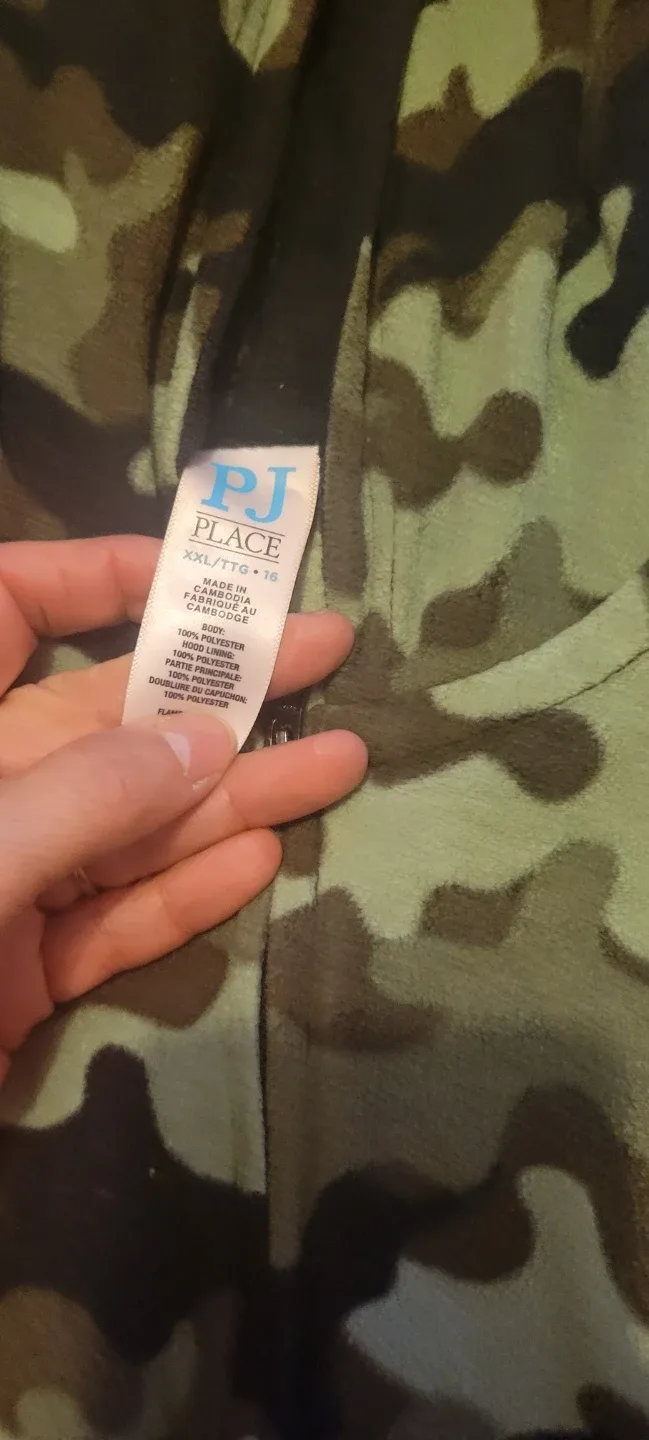 PJ
PLACE
XXL/TTG • 16
MADE IN
CAMBODIA
FABRIQUÉ AU
CAMBODGE
BODY:
100% POLYESTER
HOOD LINING:
100% POLYESTER
PARTIE PRINCIPALE:
100% POLYESTER
DOUBLURE DU CAPUCHON:
100% POLYESTER